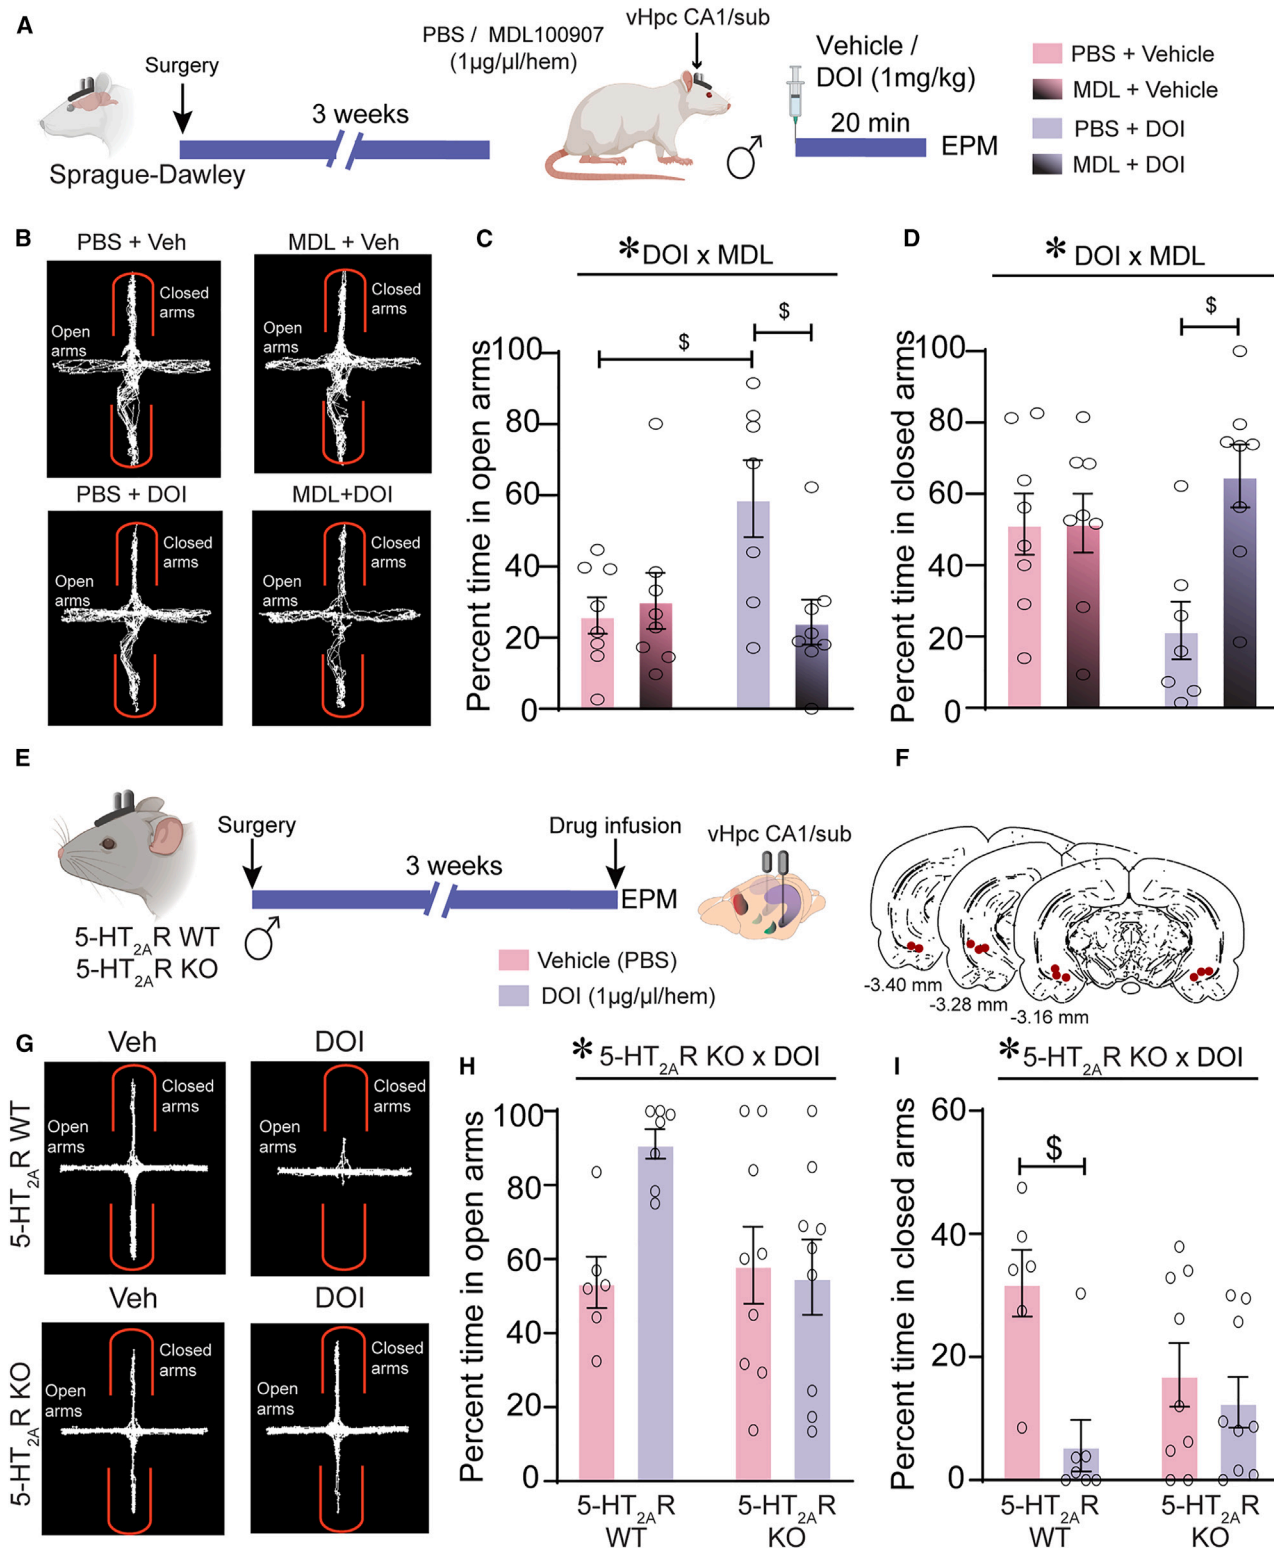 A
Surgery
3 weeks
Sprague-Dawley
PBS / MDL100907
(1µg/µl/hem)
vHpc CA1/sub
Vehicle /
DOI (1mg/kg)
20 min
EPM
PBS + Vehicle
MDL + Vehicle
PBS + DOI
MDL + DOI
B
PBS + Veh
Closed
arms
Open
arms
MDL + Veh
Closed
arms
Open
arms
PBS + DOI
Closed
arms
Open
arms
MDL+DOI
Closed
arms
Open
arms
C
*DOI x MDL
$
$
Percent time in open arms
100
80
60
40
20
0
D
* DOI x MDL
$
Percent time in closed arms
100
80
60
40
20
0
E
Surgery
3 weeks
Drug infusion
EPM
vHpc CA1/sub
5-HT2AR WT
5-HT2AR KO
Vehicle (PBS)
DOI (1µg/µl/hem)
F
-3.40 mm
-3.28 mm
-3.16 mm
G
Veh
DOI
5-HT2AR WT
Closed
arms
Open
arms
Closed
arms
Open
arms
Veh
DOI
5-HT2AR KO
Closed
arms
Open
arms
Closed
arms
Open
arms
H
*5-HT2AR KO x DOI
Percent time in open arms
100
80
60
40
20
0
5-HT2AR
WT
5-HT2AR
KO
I
*5-HT2AR KO x DOI
$
Percent time in closed arms
60
40
20
0
5-HT2AR
WT
5-HT2AR
KO